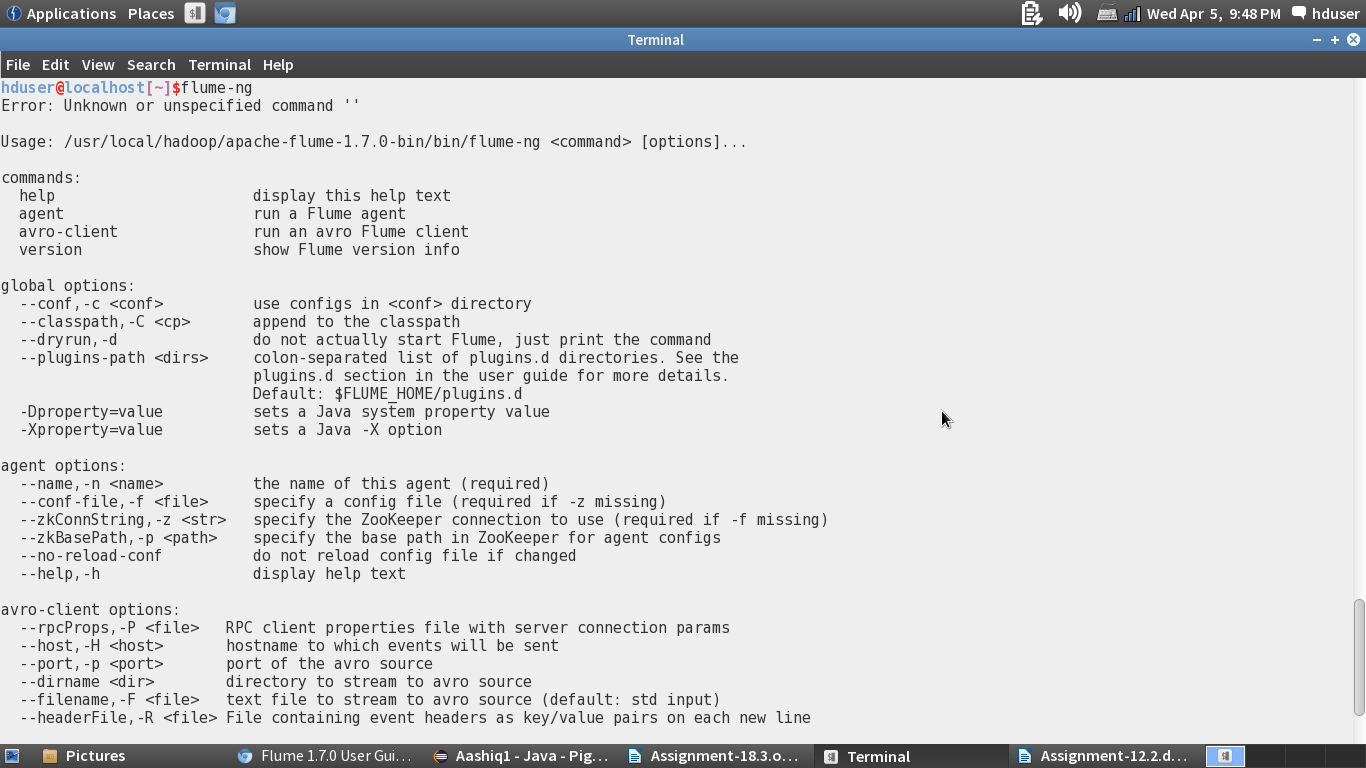 Applications Places Wed Apr 5, 9:48 PM hduser
Terminal
File Edit View Search Terminal Help
hduser@localhost[~]$flume-ng
Error: Unknown or unspecified command ''
Usage: /usr/local/hadoop/apache-flume-1.7.0-bin/bin/flume-ng <command> [options]...
commands:
help display this help text
agent run a Flume agent
avro-client run an avro Flume client
version show Flume version info
global options:
--conf,-c <conf> use configs in <conf> directory
--classpath,-C <cp> append to the classpath
--dryrun,-d do not actually start Flume, just print the command
--plugins-path <dirs> colon-separated list of plugins.d directories. See the
plugins.d section in the user guide for more details.
Default: $FLUME_HOME/plugins.d
-Dproperty=value sets a Java system property value
-Xproperty=value sets a Java -X option
agent options:
--name,-n <name> the name of this agent (required)
--conf-file,-f <file> specify a config file (required if -z missing)
--zkConnString,-z <str> specify the ZooKeeper connection to use (required if -f missing)
--zkBasePath,-p <path> specify the base path in ZooKeeper for agent configs
--no-reload-conf do not reload config file if changed
--help,-h display help text
avro-client options:
--rpcProps,-P <file> RPC client properties file with server connection params
--host,-H <host> hostname to which events will be sent
--port,-p <port> port of the avro source
--dirname <dir> directory to stream to avro source
--filename,-F <file> text file to stream to avro source (default: std input)
--headerFile,-R <file> File containing event headers as key/value pairs on each new line
Pictures Flume 1.7.0 User Gui... Aashiq1 - Java - Pig... Assignment-18.3.o... Terminal Assignment-12.2.d...